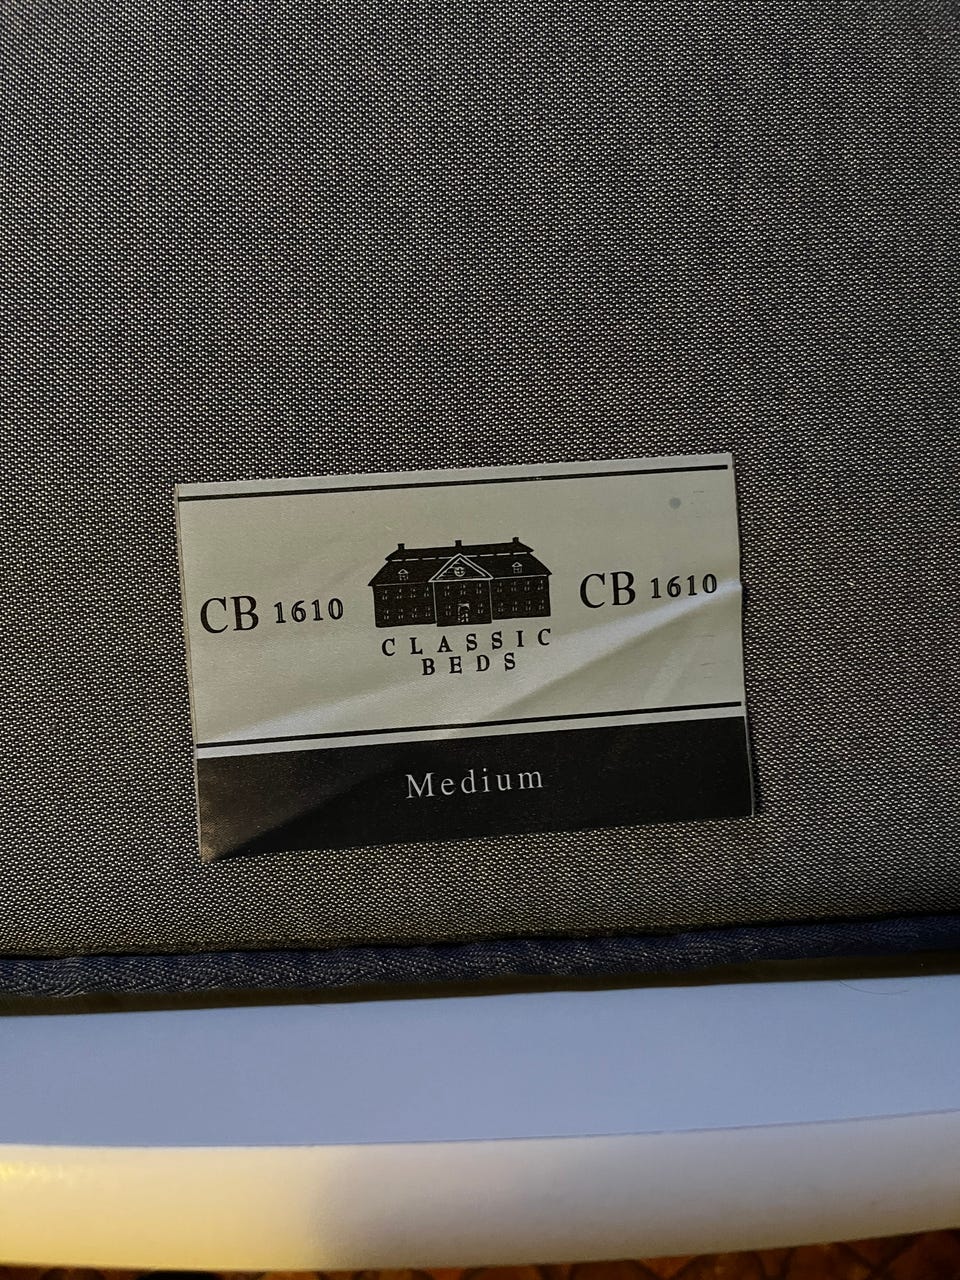 CB 1610 CB 1610
CLASSIC
BEDS
Medium